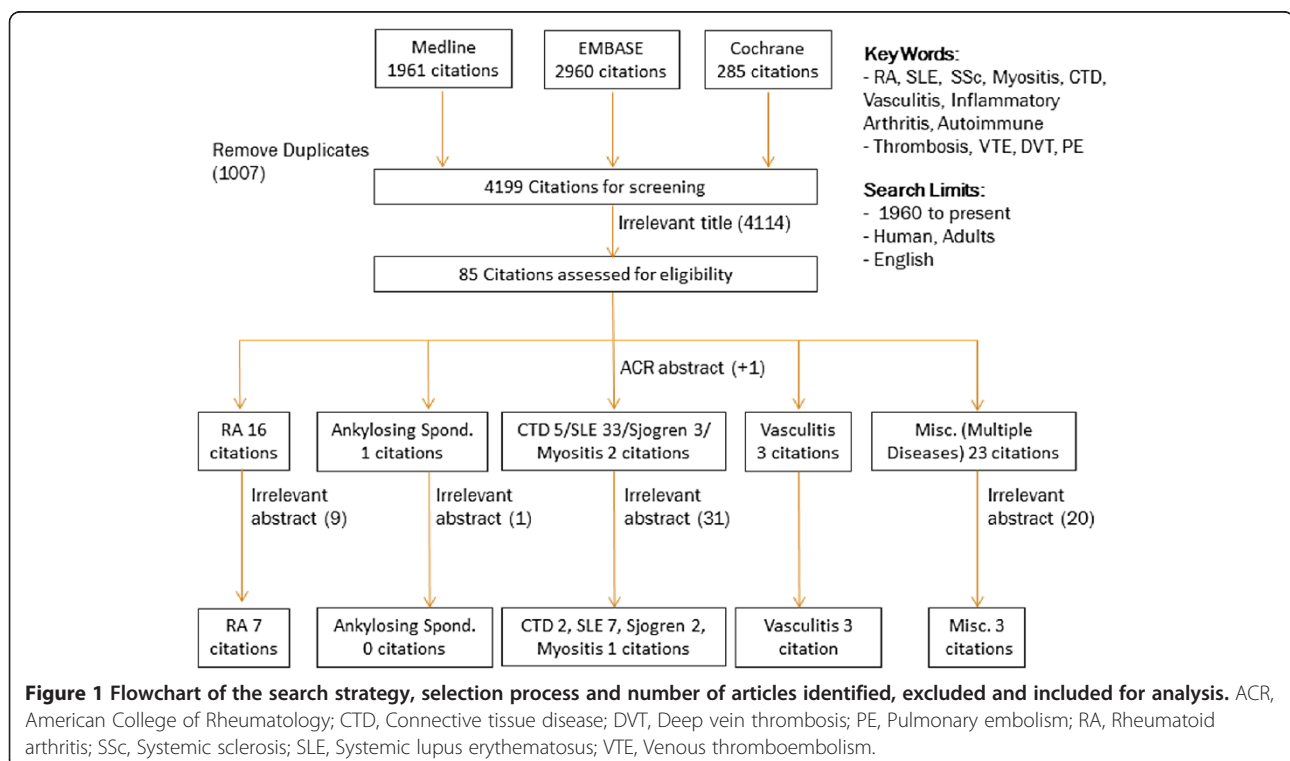 Medline
1961 citations
EMBASE
2960 citations
Cochrane
285 citations
Key Words:
- RA, SLE, SSc, Myositis, CTD,
Vasculitis, Inflammatory
Arthritis, Autoimmune
- Thrombosis, VTE, DVT, PE
Remove Duplicates
(1007)
4199 Citations for screening
Search Limits:
- 1960 to present
- Human, Adults
- English
Irrelevant title (4114)
85 Citations assessed for eligibility
ACR abstract (+1)
RA 16
citations
Ankylosing Spond.
1 citations
CTD 5/SLE 33/Sjogren 3/
Myositis 2 citations
Vasculitis
3 citations
Misc. (Multiple
Diseases) 23 citations
Irrelevant
abstract (9)
Irrelevant
abstract (1)
Irrelevant
abstract (31)
Irrelevant
abstract (20)
RA 7
citations
Ankylosing Spond.
0 citations
CTD 2, SLE 7, Sjogren 2,
Myositis 1 citations
Vasculitis 3
citation
Misc. 3
citations
Figure 1 Flowchart of the search strategy, selection process and number of articles identified, excluded and included for analysis. ACR,
American College of Rheumatology; CTD, Connective tissue disease; DVT, Deep vein thrombosis; PE, Pulmonary embolism; RA, Rheumatoid
arthritis; SSc, Systemic sclerosis; SLE, Systemic lupus erythematosus; VTE, Venous thromboembolism.